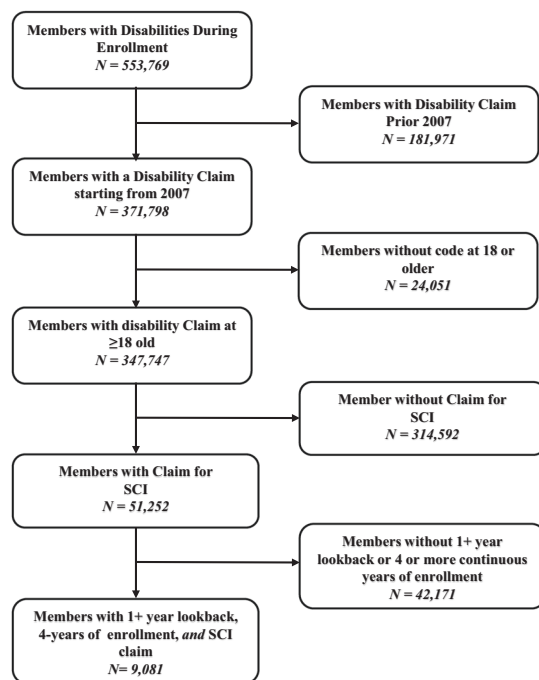 Members with Disabilities During
Enrollment
N = 553,769
Members with Disability Claim
Prior 2007
N = 181,971
Members with a Disability Claim
starting from 2007
N = 371,798
Members without code at 18 or
older
N = 24,051
Members with disability Claim at
≥18 old
N = 347,747
Member without Claim for
SCI
N = 314,592
Members with Claim for
SCI
N = 51,252
Members without 1+ year
lookback or 4 or more continuous
years of enrollment
N = 42,171
Members with 1+ year lookback,
4-years of enrollment, and SCI
claim
N= 9,081